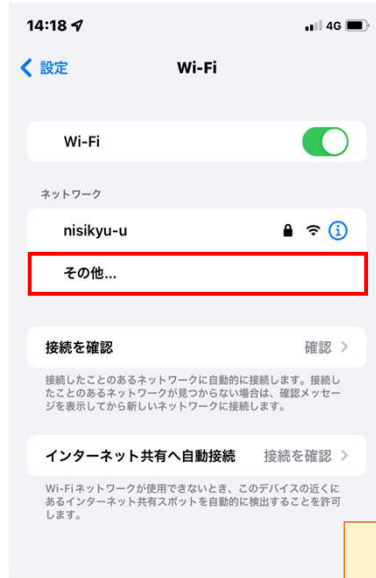 14:18
4G
設定
Wi-Fi
Wi-Fi
ネットワーク
nisikyu-u
その他...
接続を確認 確認
接続したことのあるネットワークに自動的に接続します。接続し
たことのあるネットワークが見つからない場合は、確認メッセー
ジを表示してから新しいネットワークに接続します。
インターネット共有へ自動接続 接続を確認
Wi-Fiネットワークが使用できないとき、このデバイスの近くに
あるインターネット共有スポットを自動的に検出することを許可
します。